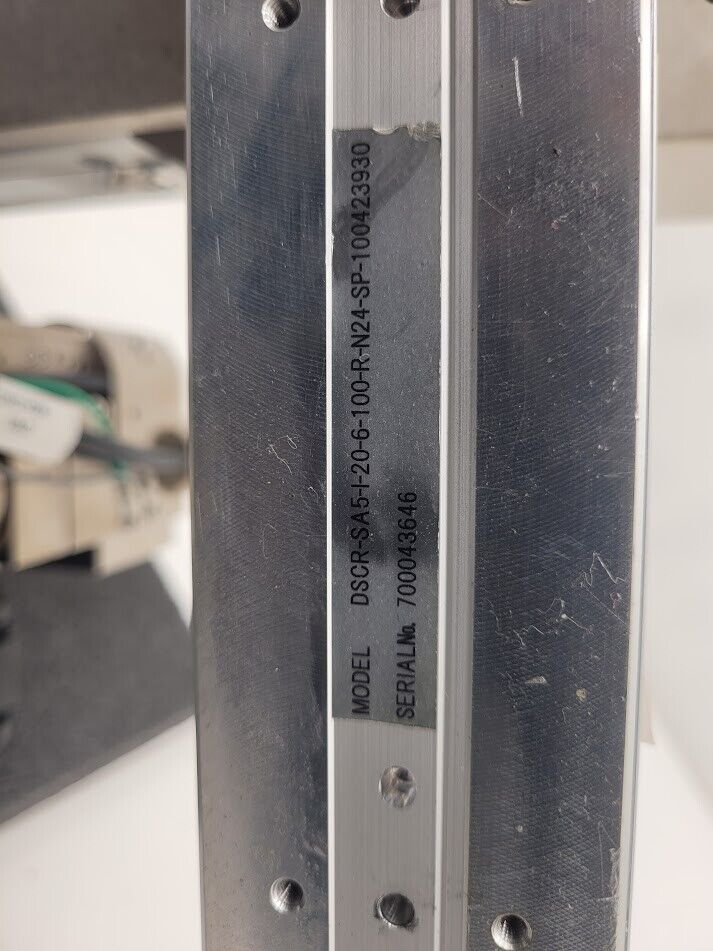 MODEL DSCR-SA5-I-20-6-100-R-N24-SP-100423930
SERIALNo. 700043646